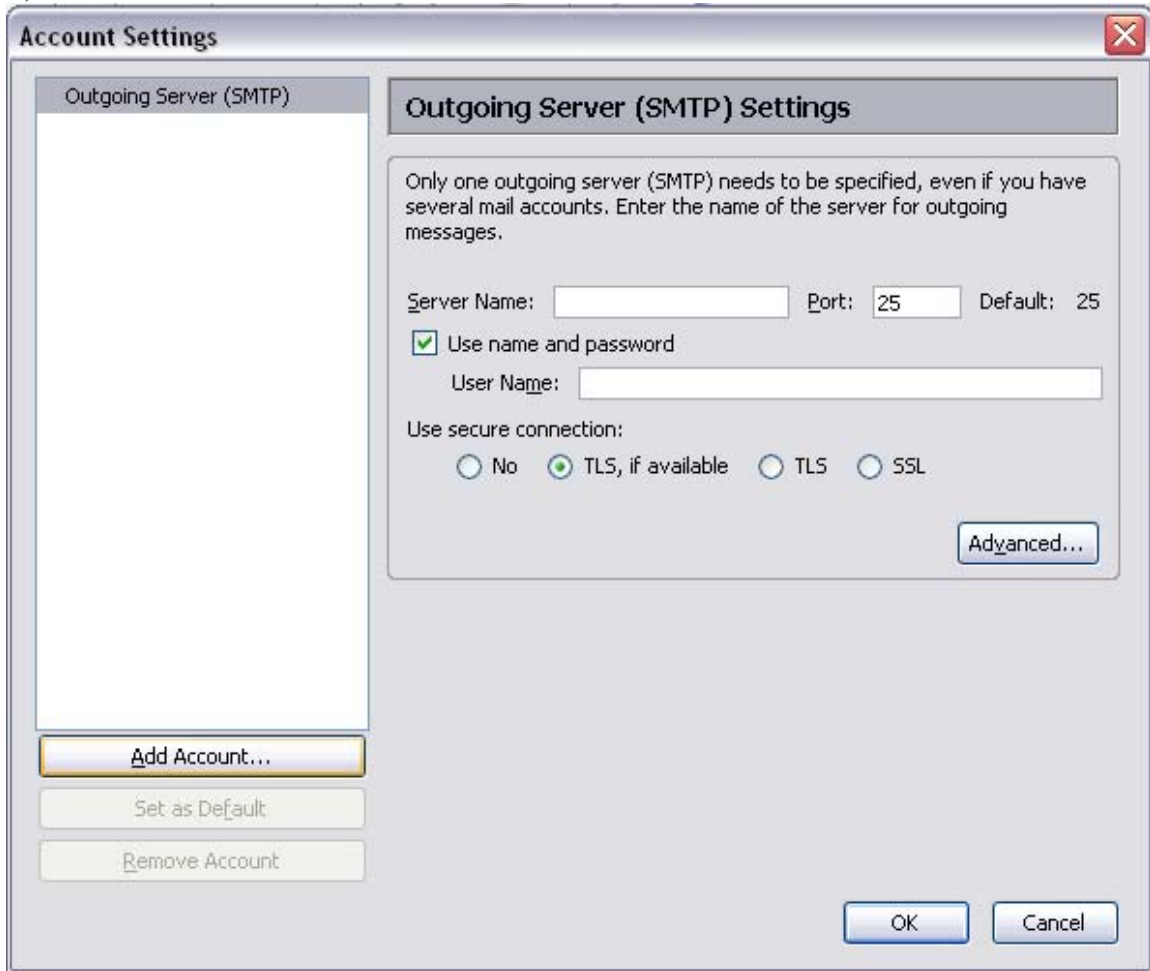 Account Settings
Outgoing Server (SMTP)
Outgoing Server (SMTP) Settings
Only one outgoing server (SMTP) needs to be specified, even if you have
several mail accounts. Enter the name of the server for outgoing
messages.
Server Name: Port: 25 Default: 25
Use name and password
User Name:
Use secure connection:
No TLS, if available TLS SSL
Advanced...
Add Account...
Set as Default
Remove Account
OK Cancel